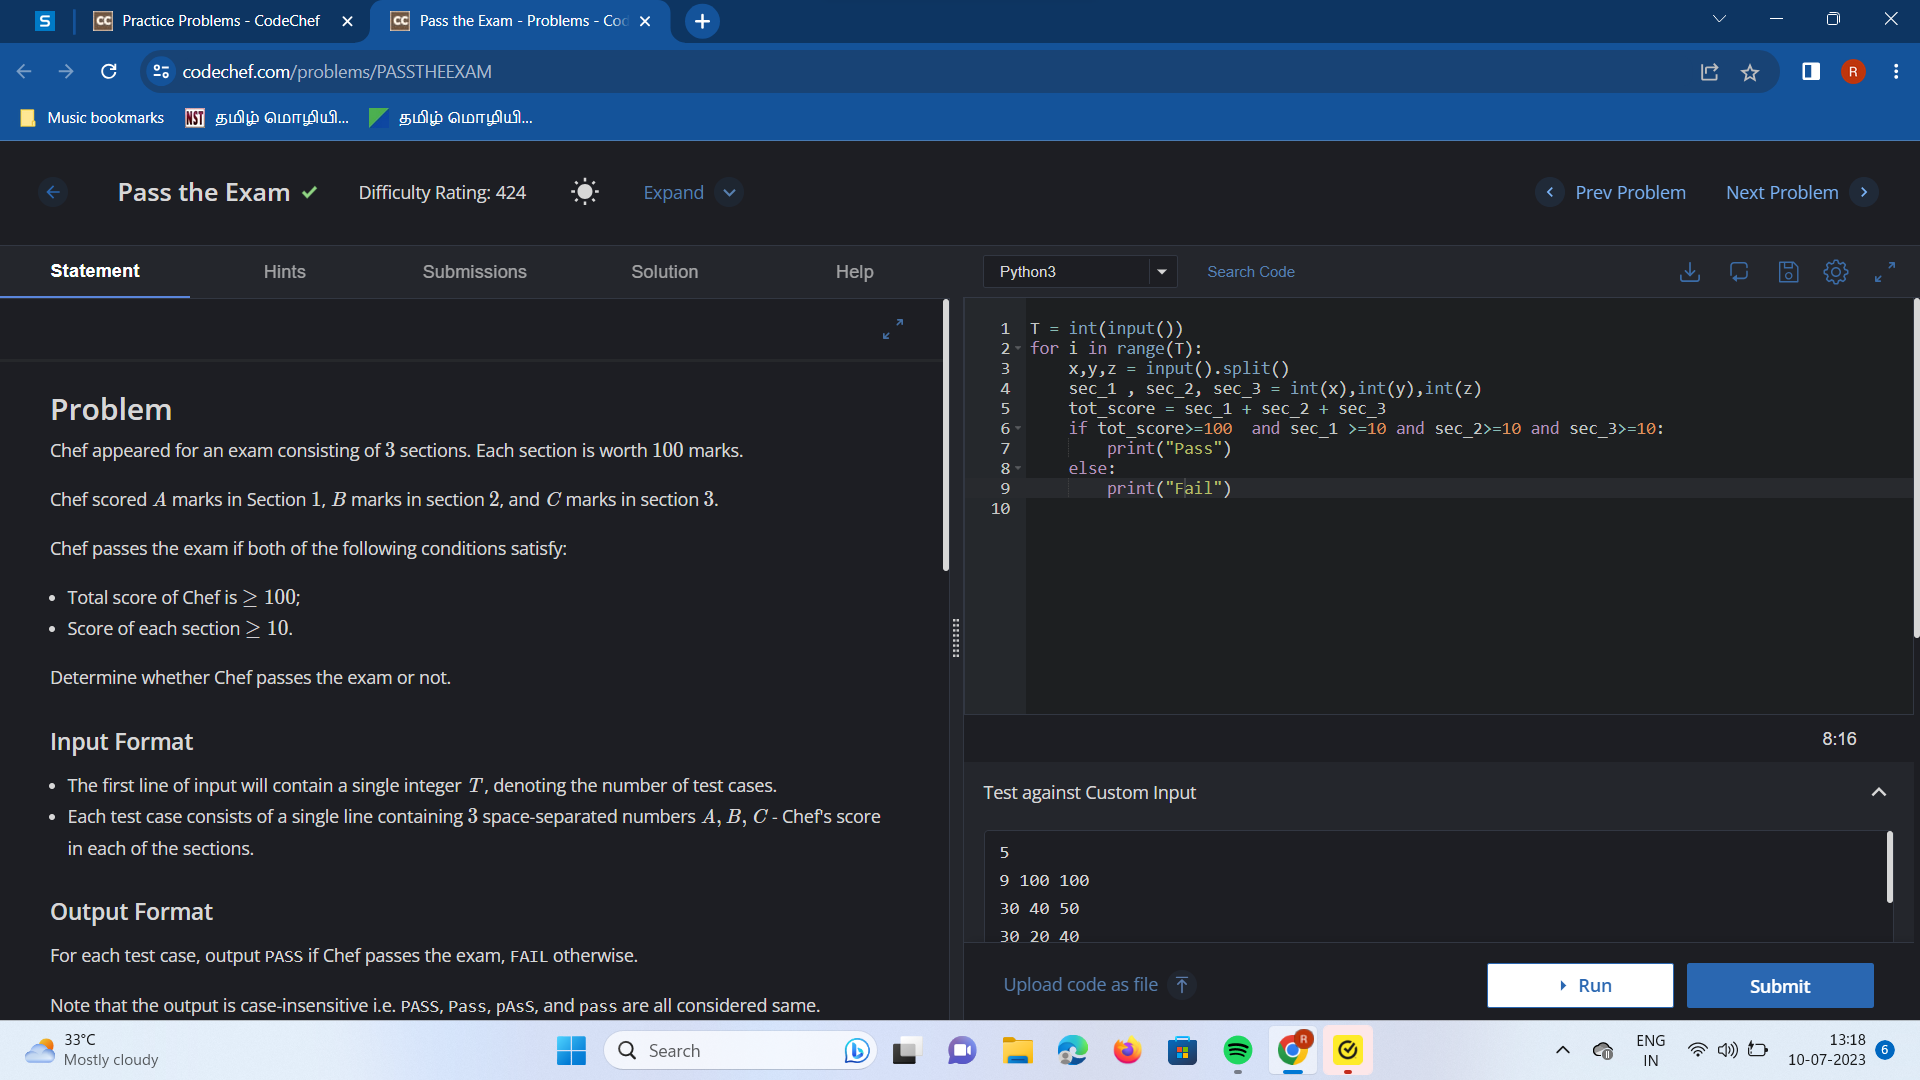 S
CC Practice Problems - CodeChef
CC Pass the Exam - Problems - Cod
codechef.com/problems/PASSTHEEXAM
R
Music bookmarks
NST தமிழ் மொழியி...
தமிழ் மொழியி...
Pass the Exam
Difficulty Rating: 424
Expand
Prev Problem
Next Problem
Statement
Hints
Submissions
Solution
Help
Problem
Chef appeared for an exam consisting of 3 sections. Each section is worth 100 marks.
Chef scored A marks in Section 1, B marks in section 2, and C marks in section 3.
Chef passes the exam if both of the following conditions satisfy:
• Total score of Chef is ≥ 100;
• Score of each section ≥ 10.
Determine whether Chef passes the exam or not.
Input Format
• The first line of input will contain a single integer T, denoting the number of test cases.
• Each test case consists of a single line containing 3 space-separated numbers A, B, C - Chef's score
in each of the sections.
Output Format
For each test case, output PASS if Chef passes the exam, FAIL otherwise.
Note that the output is case-insensitive i.e. PASS, Pass, pAsS, and pass are all considered same.
Python3
Search Code
1 T = int(input())
2 for i in range(T):
3     x,y,z = input().split()
4     sec_1 , sec_2, sec_3 = int(x),int(y),int(z)
5     tot_score = sec_1 + sec_2 + sec_3
6     if tot_score>=100  and sec_1 >=10 and sec_2>=10 and sec_3>=10:
7         print("Pass")
8     else:
9         print("Fail")
10
8:16
Test against Custom Input
5
9 100 100
30 40 50
30 20 40
Upload code as file
Run
Submit
33°C
Mostly cloudy
Search
R
ENG
IN
13:18
10-07-2023
6